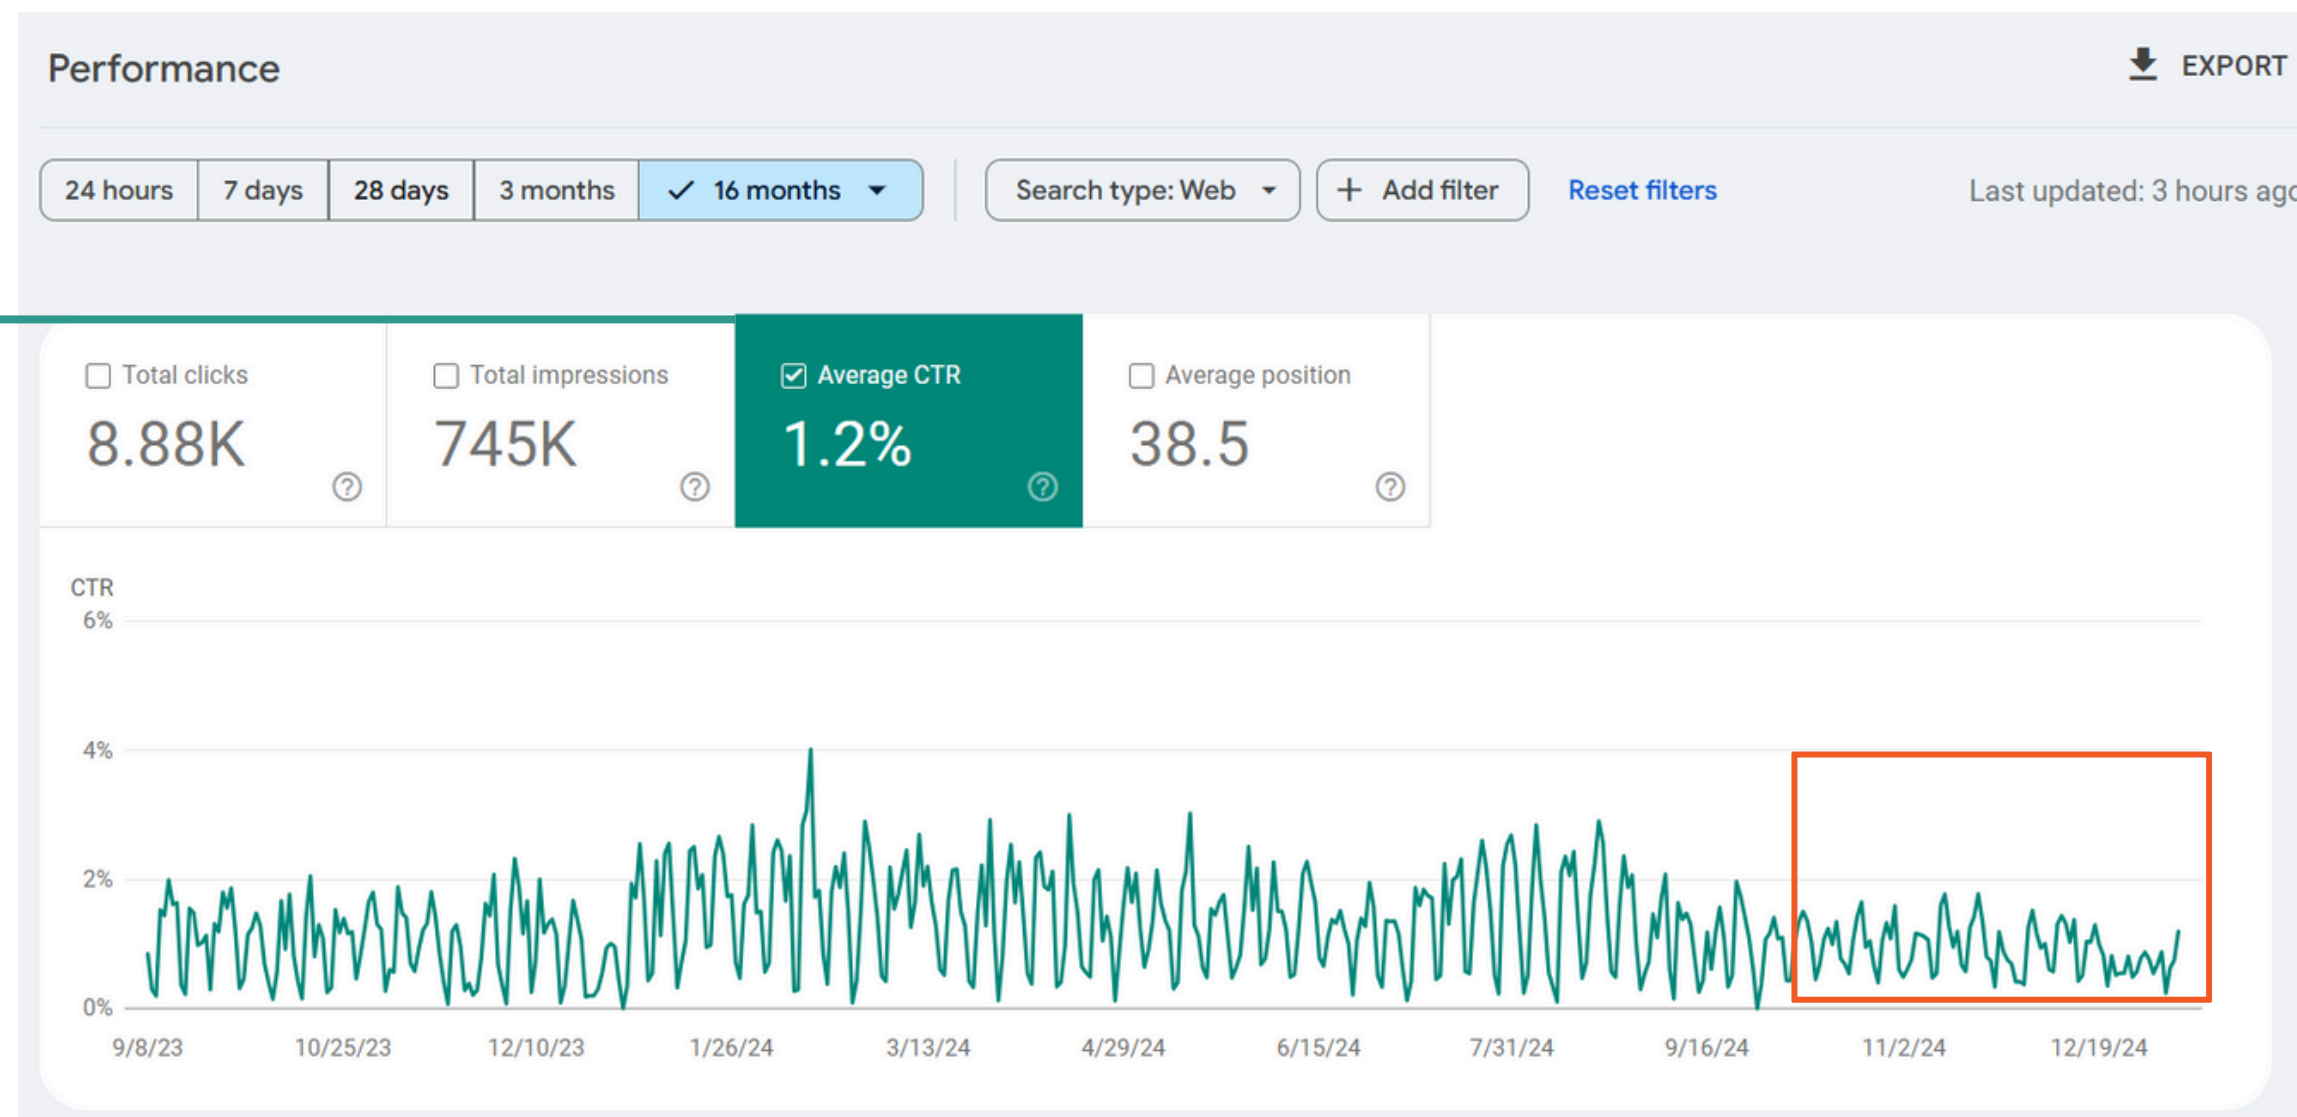 Performance
EXPORT
24 hours 7 days 28 days 3 months 16 months Search type: Web + Add filter Reset filters Last updated: 3 hours ago
Total clicks Total impressions Average CTR Average position
8.88K 745K 1.2% 38.5
CTR
6%
4%
2%
0%
9/8/23 10/25/23 12/10/23 1/26/24 3/13/24 4/29/24 6/15/24 7/31/24 9/16/24 11/2/24 12/19/24